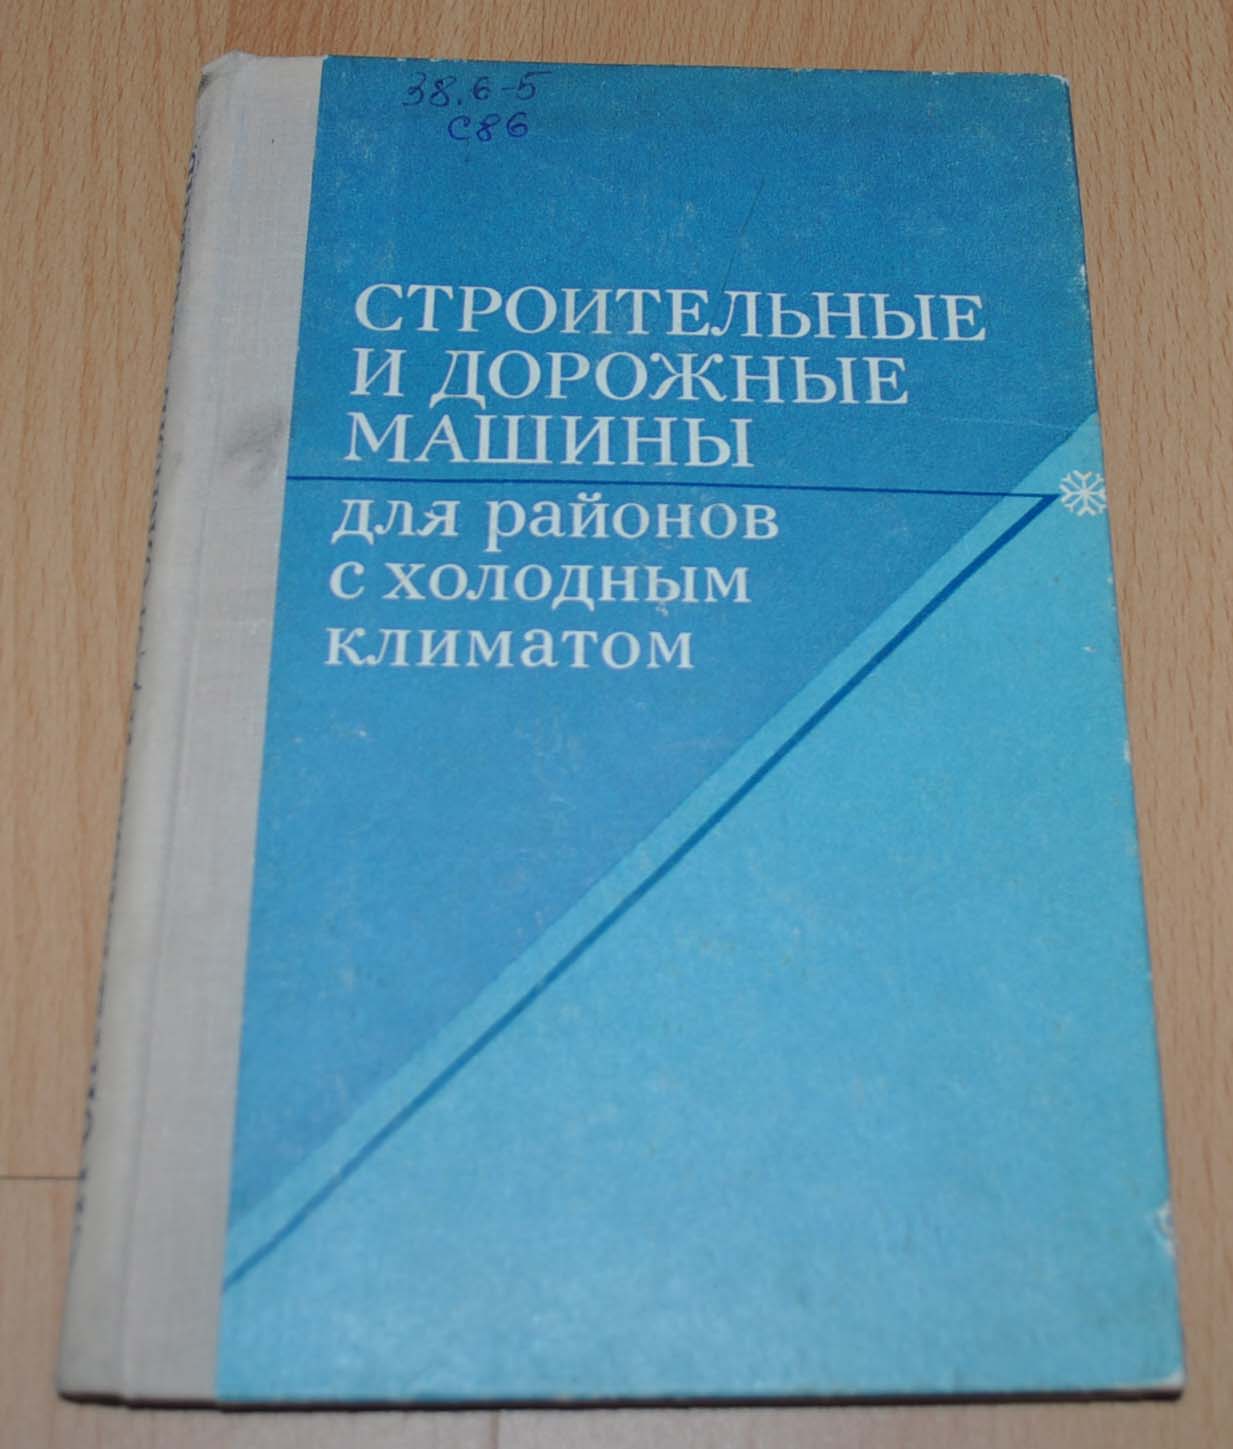 38.6-5
С86
СТРОИТЕЛЬНЫЕ
И ДОРОЖНЫЕ
МАШИНЫ
для районов
с холодным
климатом